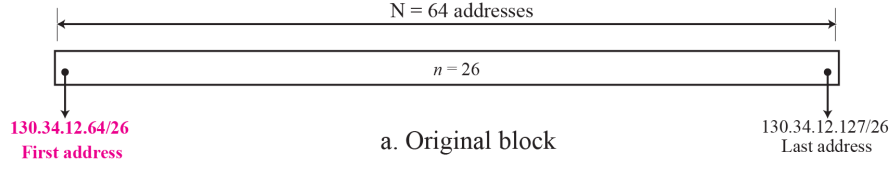 N = 64 addresses
n = 26
130.34.12.64/26
First address
a. Original block
130.34.12.127/26
Last address